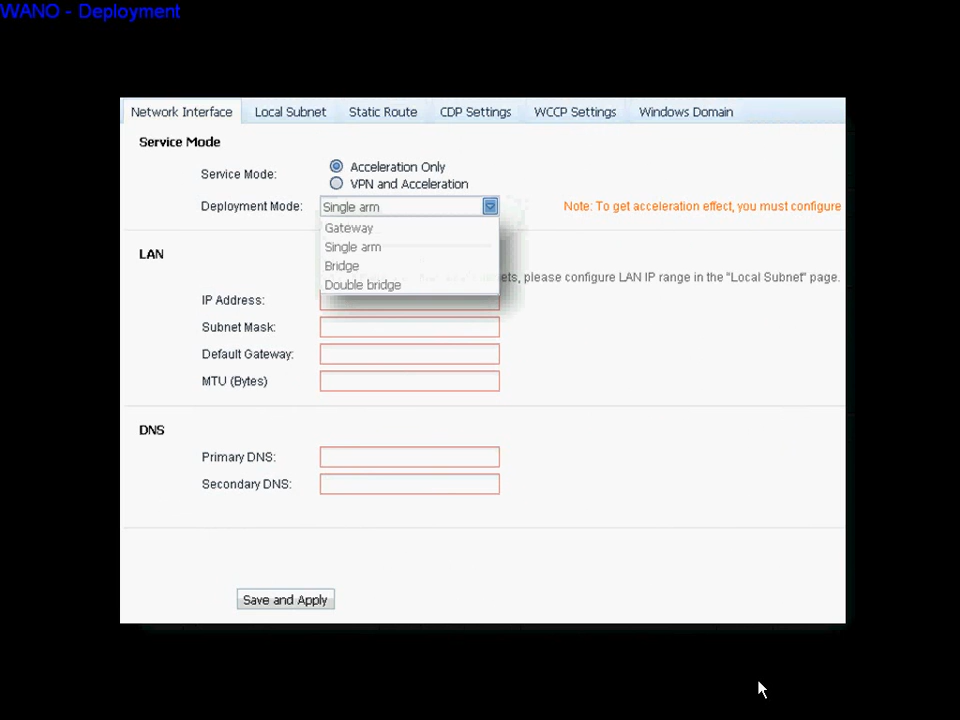 WANO - Deployment
Network Interface Local Subnet Static Route CDP Settings WCCP Settings Windows Domain
Service Mode
Service Mode: Acceleration Only
VPN and Acceleration
Deployment Mode: Single arm Note: To get acceleration effect, you must configure
Gateway
Single arm
LAN
Bridge
please configure LAN IP range in the "Local Subnet" page.
Double bridge
IP Address:
Subnet Mask:
Default Gateway:
MTU (Bytes)
DNS
Primary DNS:
Secondary DNS:
Save and Apply